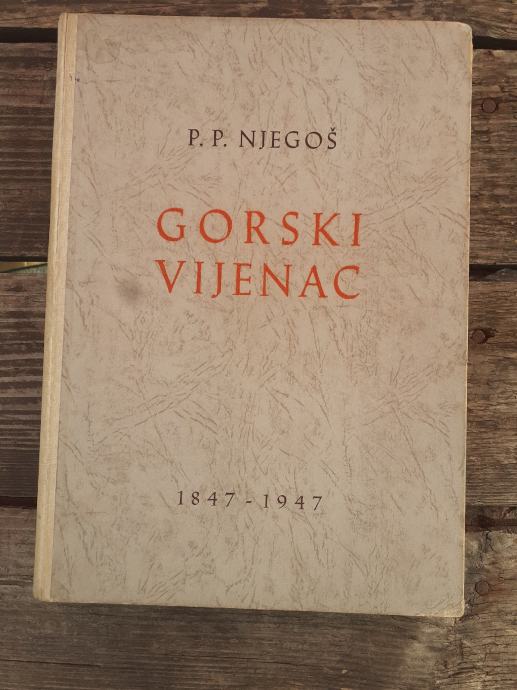 P. P. NJEGOŠ
GORSKI
VIJENAC
1847 - 1947